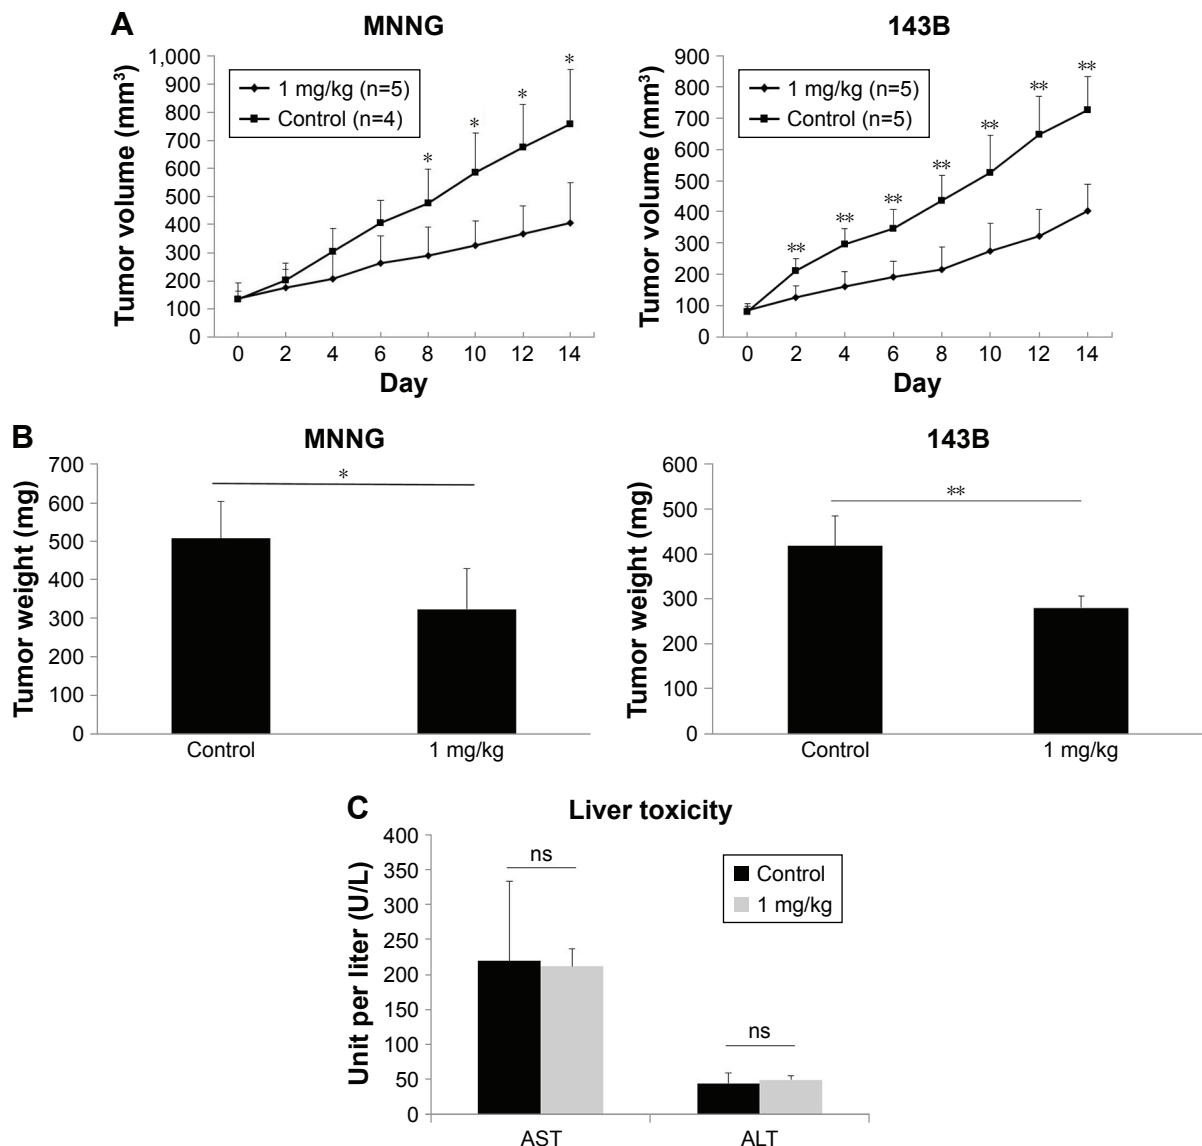 A
MNNG
Tumor volume (mm³)
1,000
900
800
700
600
500
400
300
200
100
0
1 mg/kg (n=5)
Control (n=4)
*
*
*
*
0 2 4 6 8 10 12 14
Day
143B
Tumor volume (mm³)
900
800
700
600
500
400
300
200
100
0
1 mg/kg (n=5)
Control (n=5)
**
**
**
**
**
**
**
0 2 4 6 8 10 12 14
Day
B
MNNG
Tumor weight (mg)
700
600
500
400
300
200
100
0
*
Control 1 mg/kg
143B
Tumor weight (mg)
600
500
400
300
200
100
0
**
Control 1 mg/kg
C
Liver toxicity
Unit per liter (U/L)
400
350
300
250
200
150
100
50
0
ns
ns
Control
1 mg/kg
AST ALT